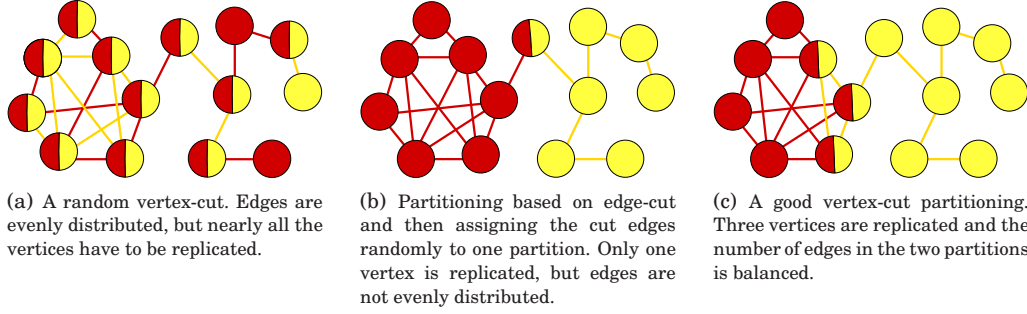 (a) A random vertex-cut. Edges are
evenly distributed, but nearly all the
vertices have to be replicated.
(b) Partitioning based on edge-cut
and then assigning the cut edges
randomly to one partition. Only one
vertex is replicated, but edges are
not evenly distributed.
(c) A good vertex-cut partitioning.
Three vertices are replicated and the
number of edges in the two partitions
is balanced.